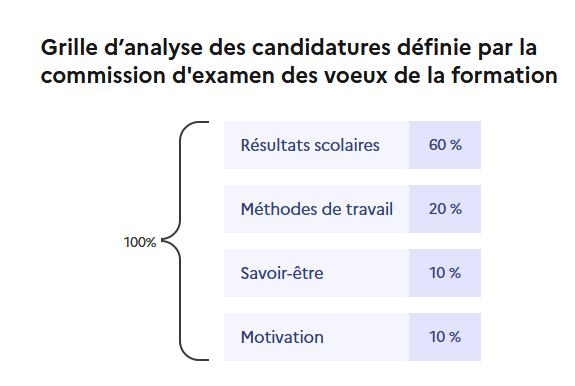 Grille d’analyse des candidatures définie par la
commission d'examen des voeux de la formation
Résultats scolaires 60 %
Méthodes de travail 20 %
100%
Savoir-être 10 %
Motivation 10 %